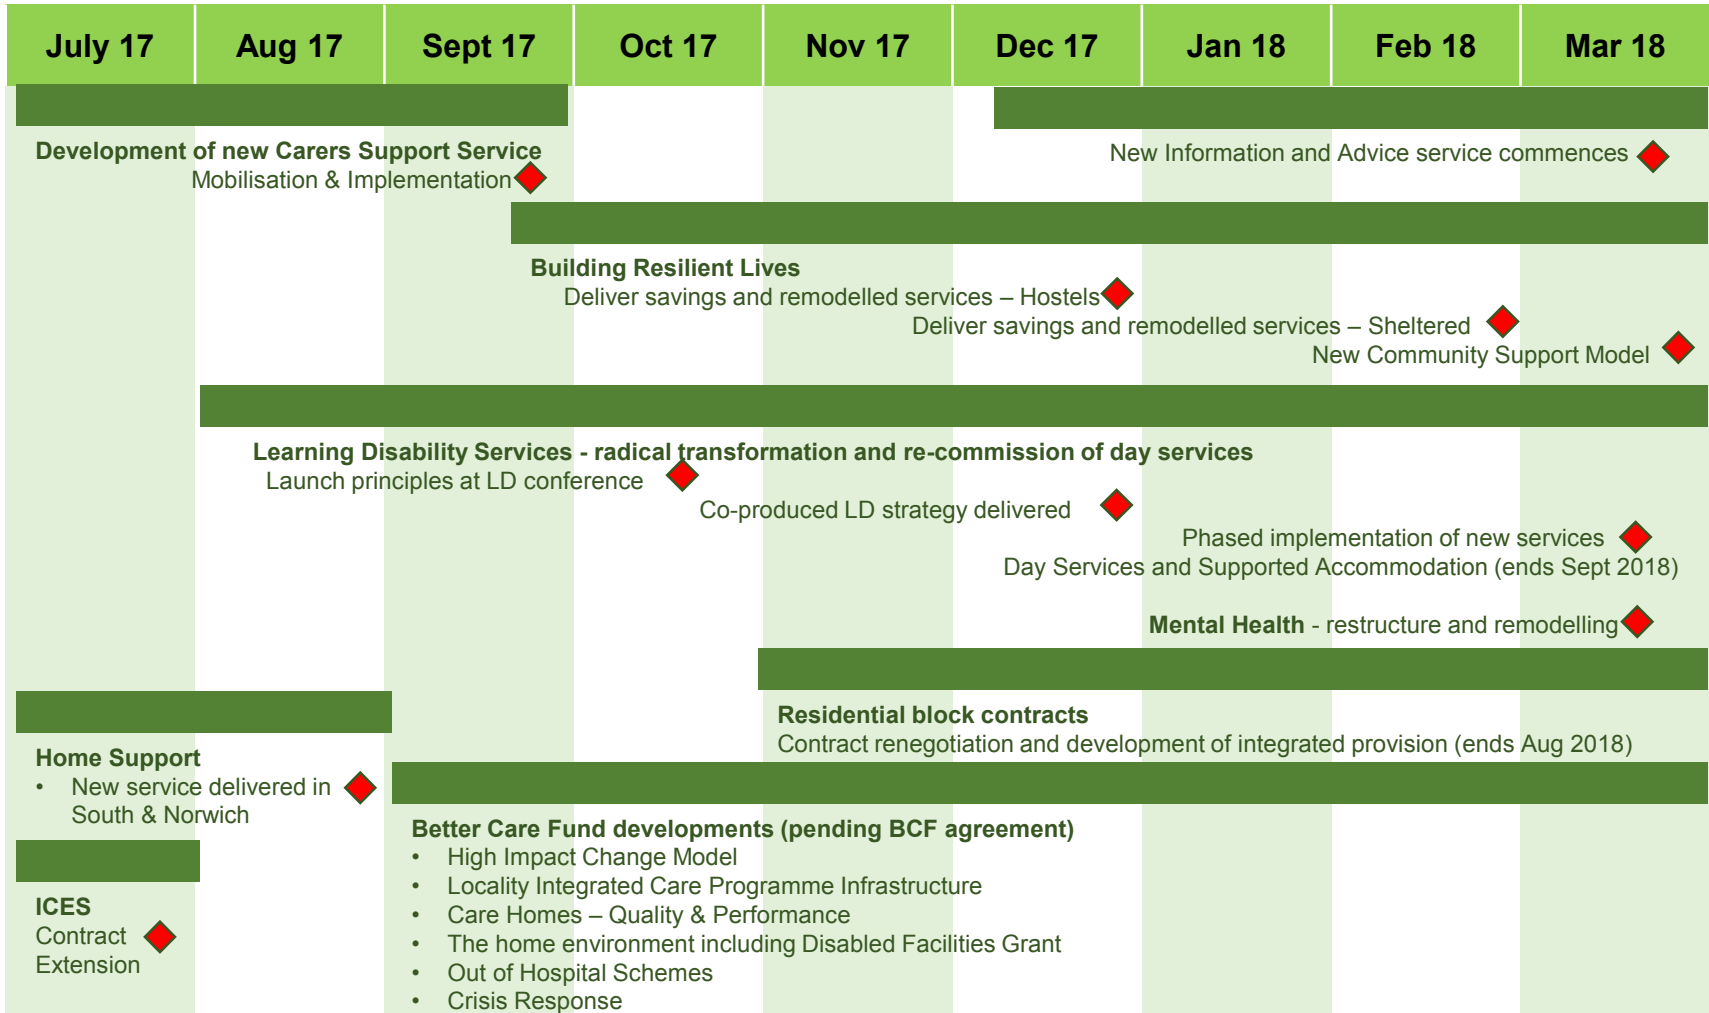 July 17 Aug 17 Sept 17 Oct 17 Nov 17 Dec 17 Jan 18 Feb 18 Mar 18
Development of new Carers Support Service
Mobilisation & Implementation
New Information and Advice service commences
Building Resilient Lives
Deliver savings and remodelled services – Hostels
Deliver savings and remodelled services – Sheltered
New Community Support Model
Learning Disability Services - radical transformation and re-commission of day services
Launch principles at LD conference
Co-produced LD strategy delivered
Phased implementation of new services
Day Services and Supported Accommodation (ends Sept 2018)
Mental Health - restructure and remodelling
Residential block contracts
Contract renegotiation and development of integrated provision (ends Aug 2018)
Home Support
• New service delivered in
South & Norwich
Better Care Fund developments (pending BCF agreement)
• High Impact Change Model
• Locality Integrated Care Programme Infrastructure
• Care Homes – Quality & Performance
• The home environment including Disabled Facilities Grant
• Out of Hospital Schemes
• Crisis Response
ICES
Contract
Extension